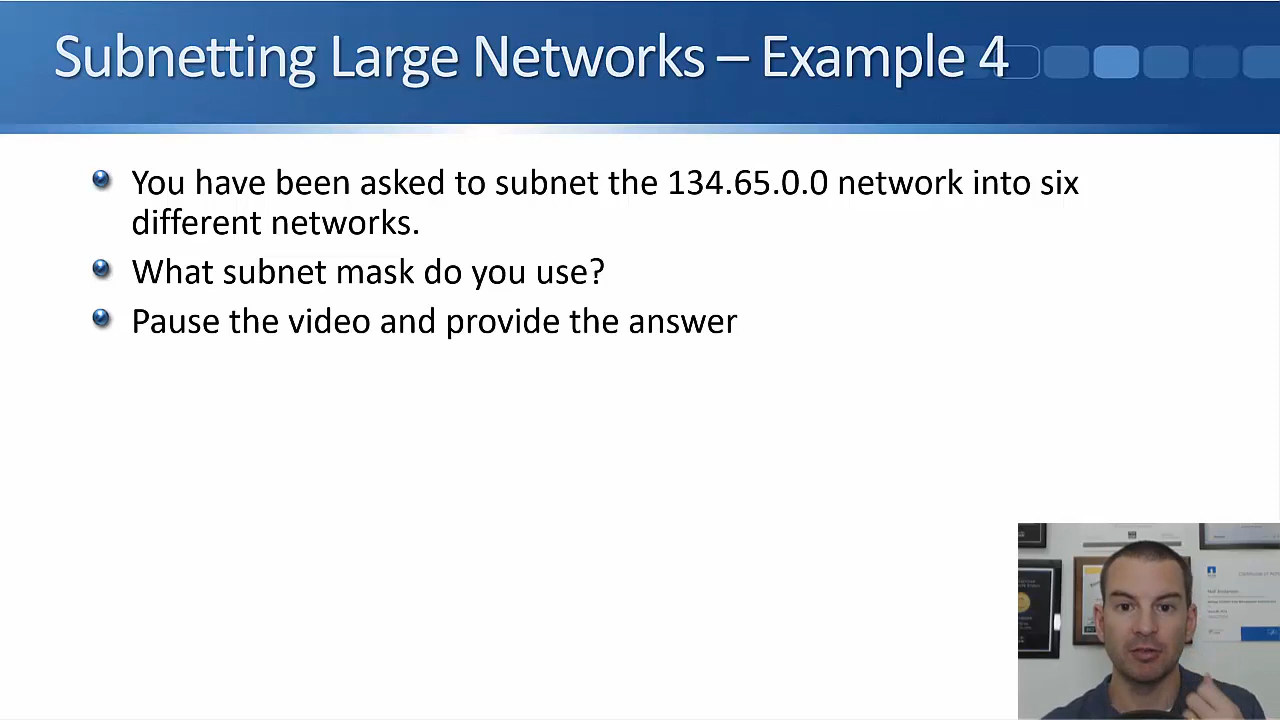 Subnetting Large Networks – Example 4
You have been asked to subnet the 134.65.0.0 network into six
different networks.
What subnet mask do you use?
Pause the video and provide the answer